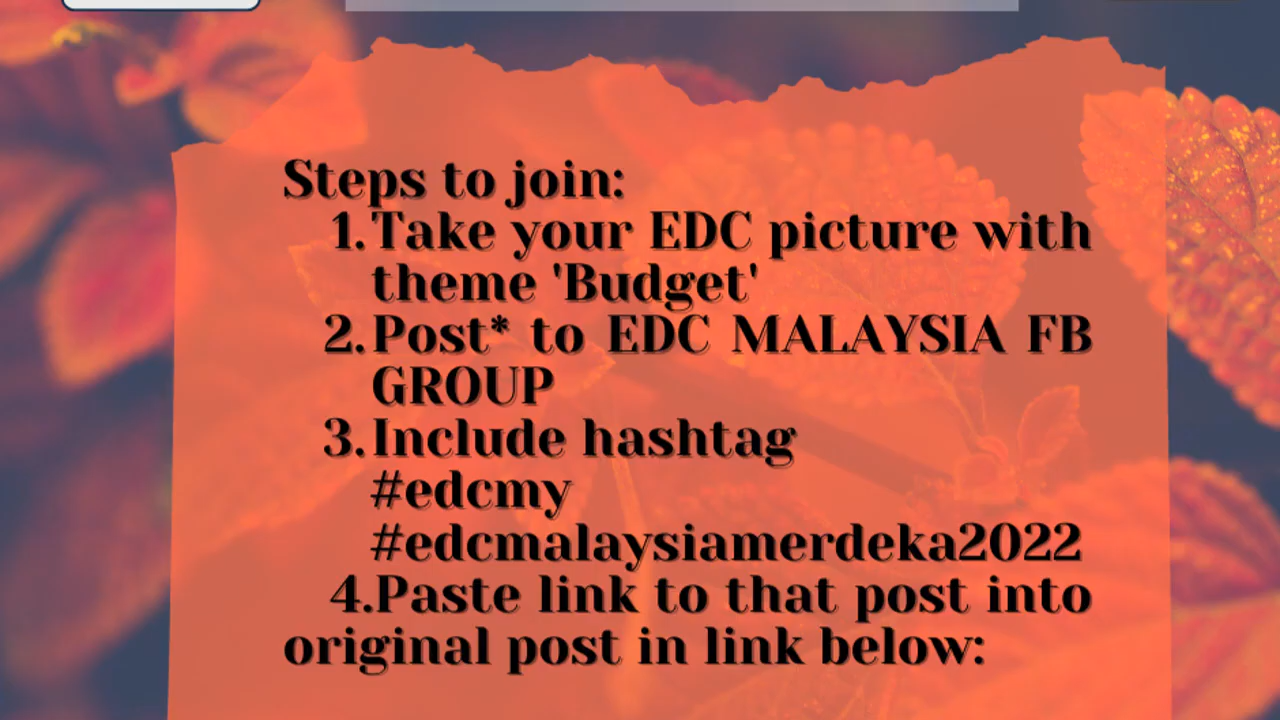 Steps to join:
1.Take your EDC picture with
theme 'Budget'
2.Post* to EDC MALAYSIA FB
GROUP
3.Include hashtag
#edcmy
#edcmalaysiamerdeka2022
4.Paste link to that post into
original post in link below: